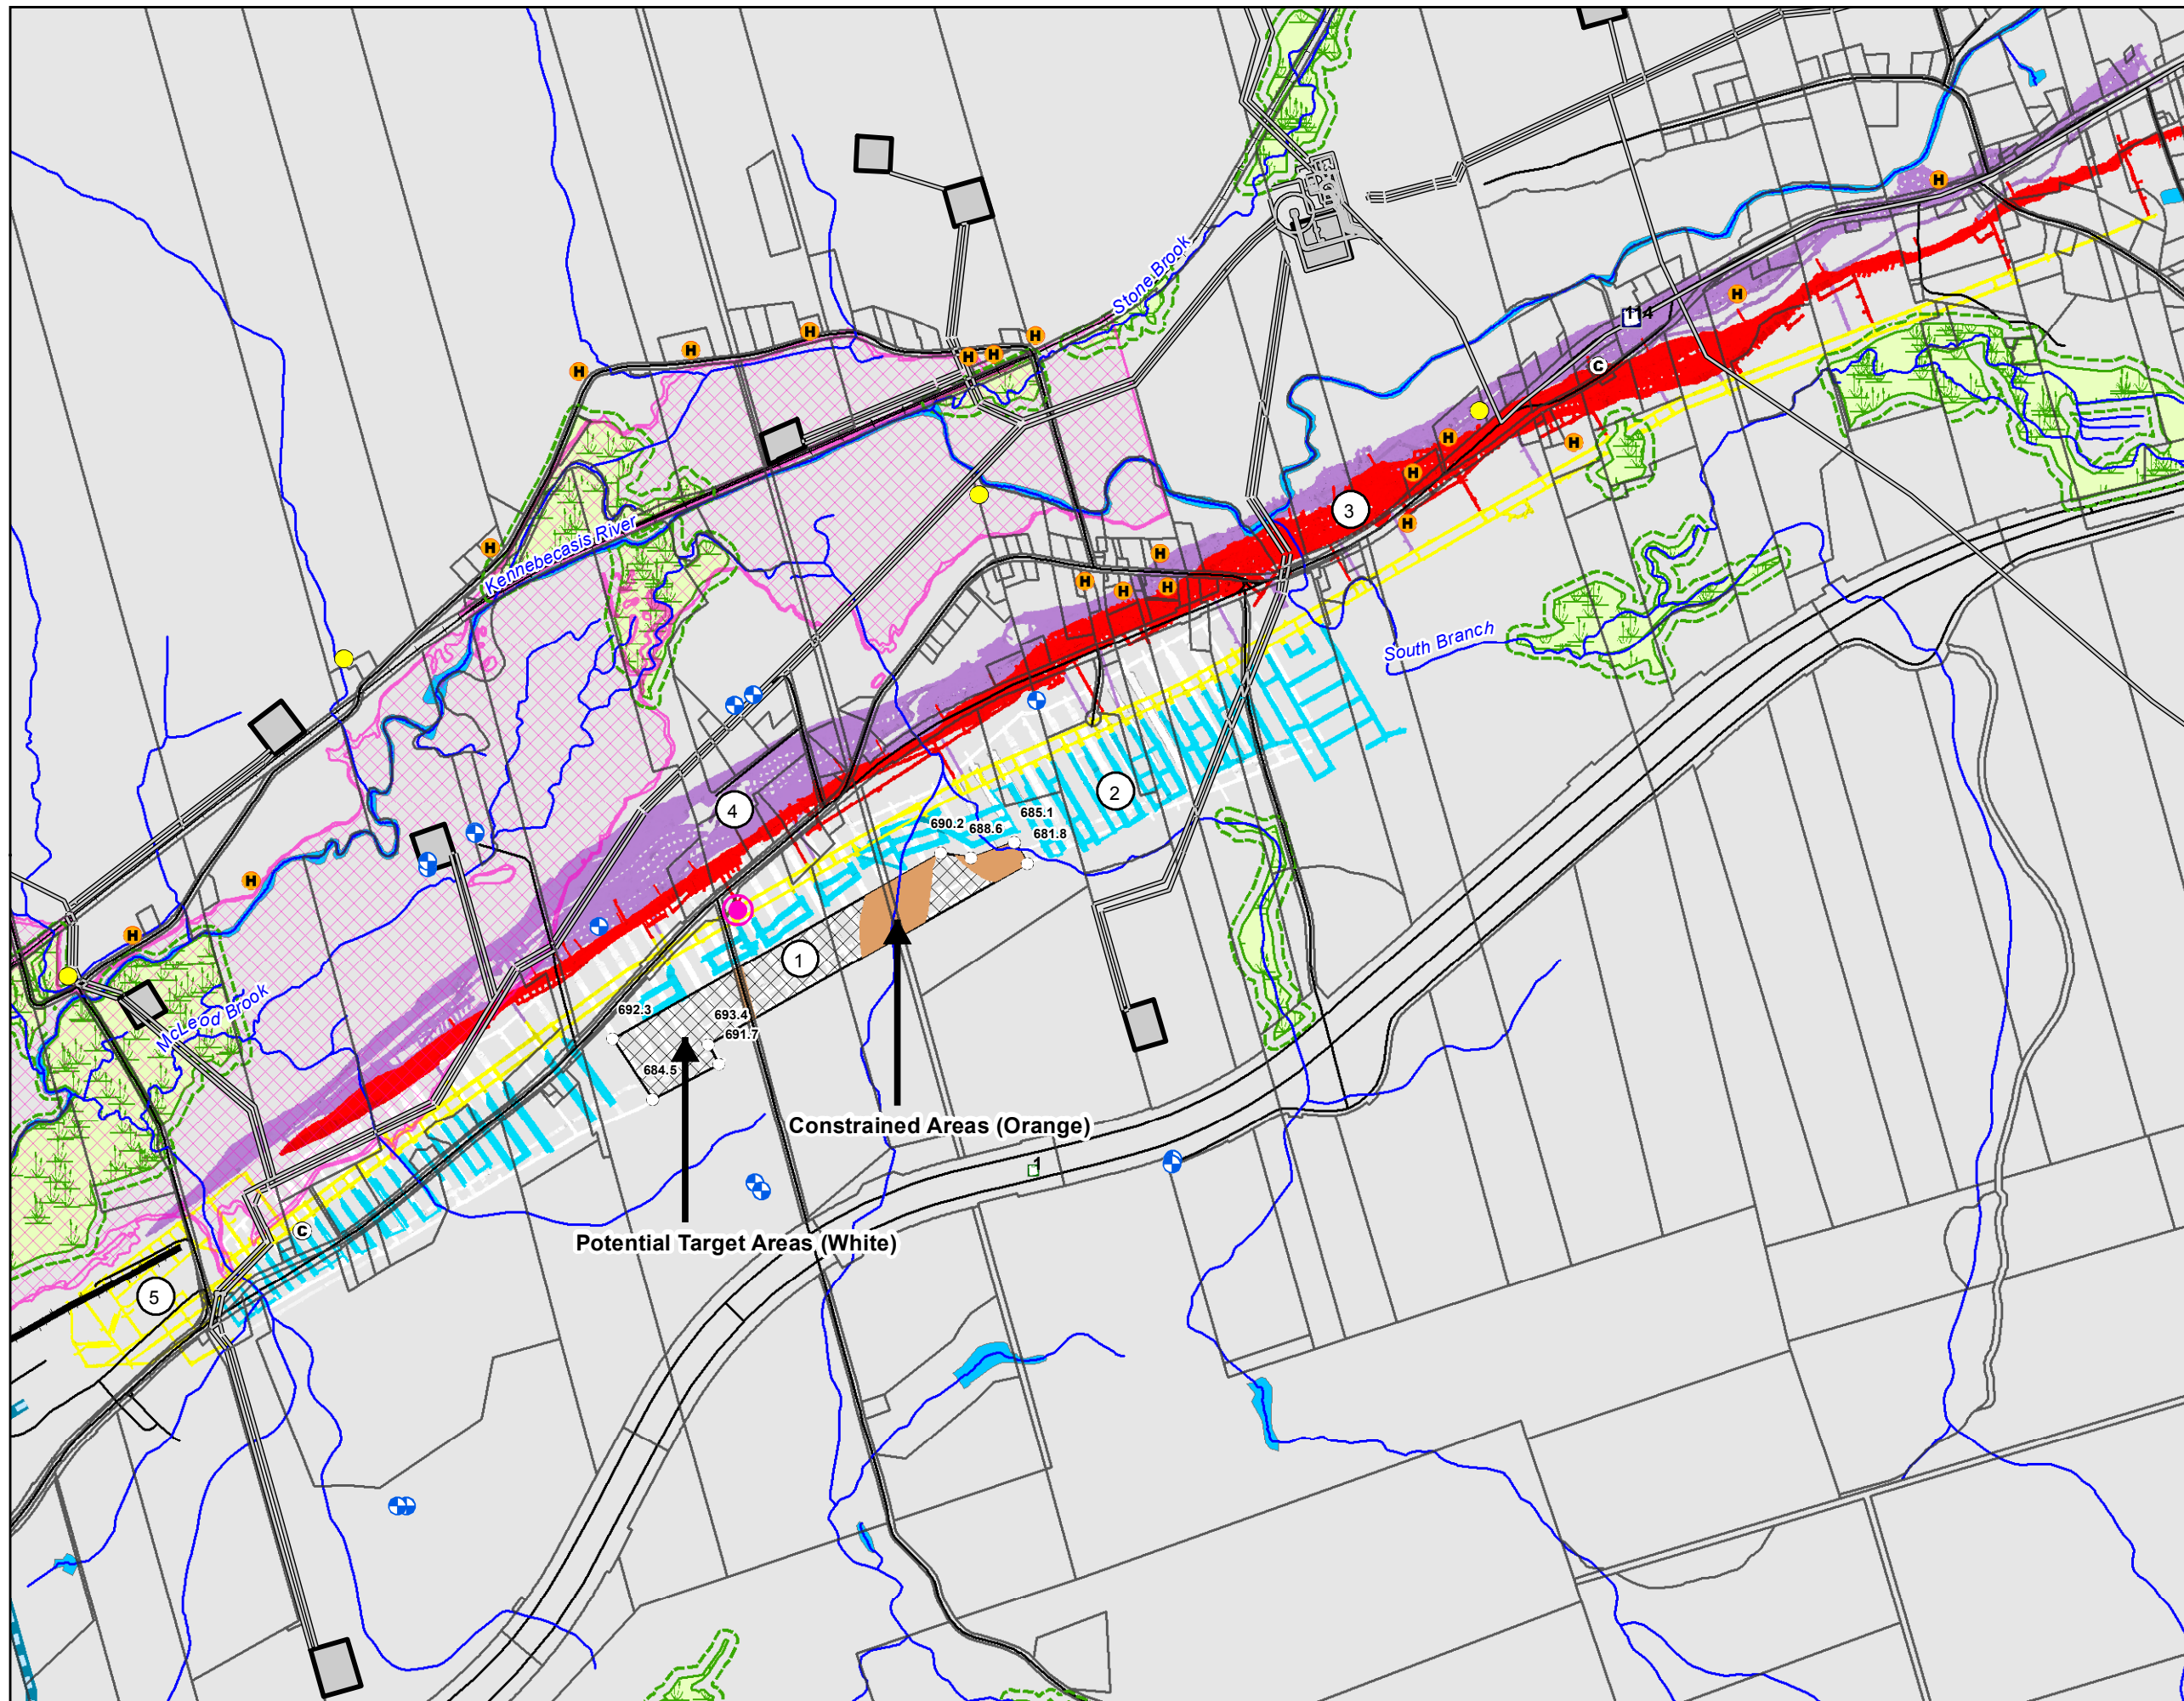 H
Stone Brook
H
114
H
H
H
H
H
H
H
C
H
H
H
Kennebecasis River
3
H
H
H
H
H
H
South Branch
4
2
685.1
690.2
688.6
681.8
H
H
1
692.3
693.4
691.7
684.5
McLeod Brook
Constrained Areas (Orange)
1
C
Potential Target Areas (White)
5